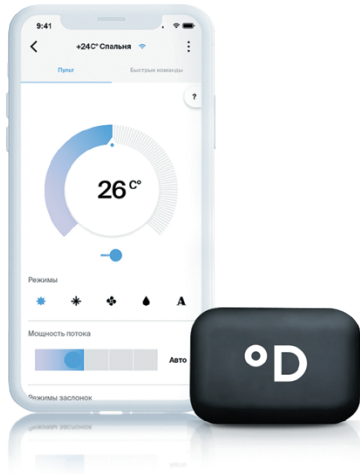 9:41
+24C° Спальня
Пульт Быстрые команды
?
26 C°
Режимы
A
Мощность потока
Авто
Режимы заслонок
°D